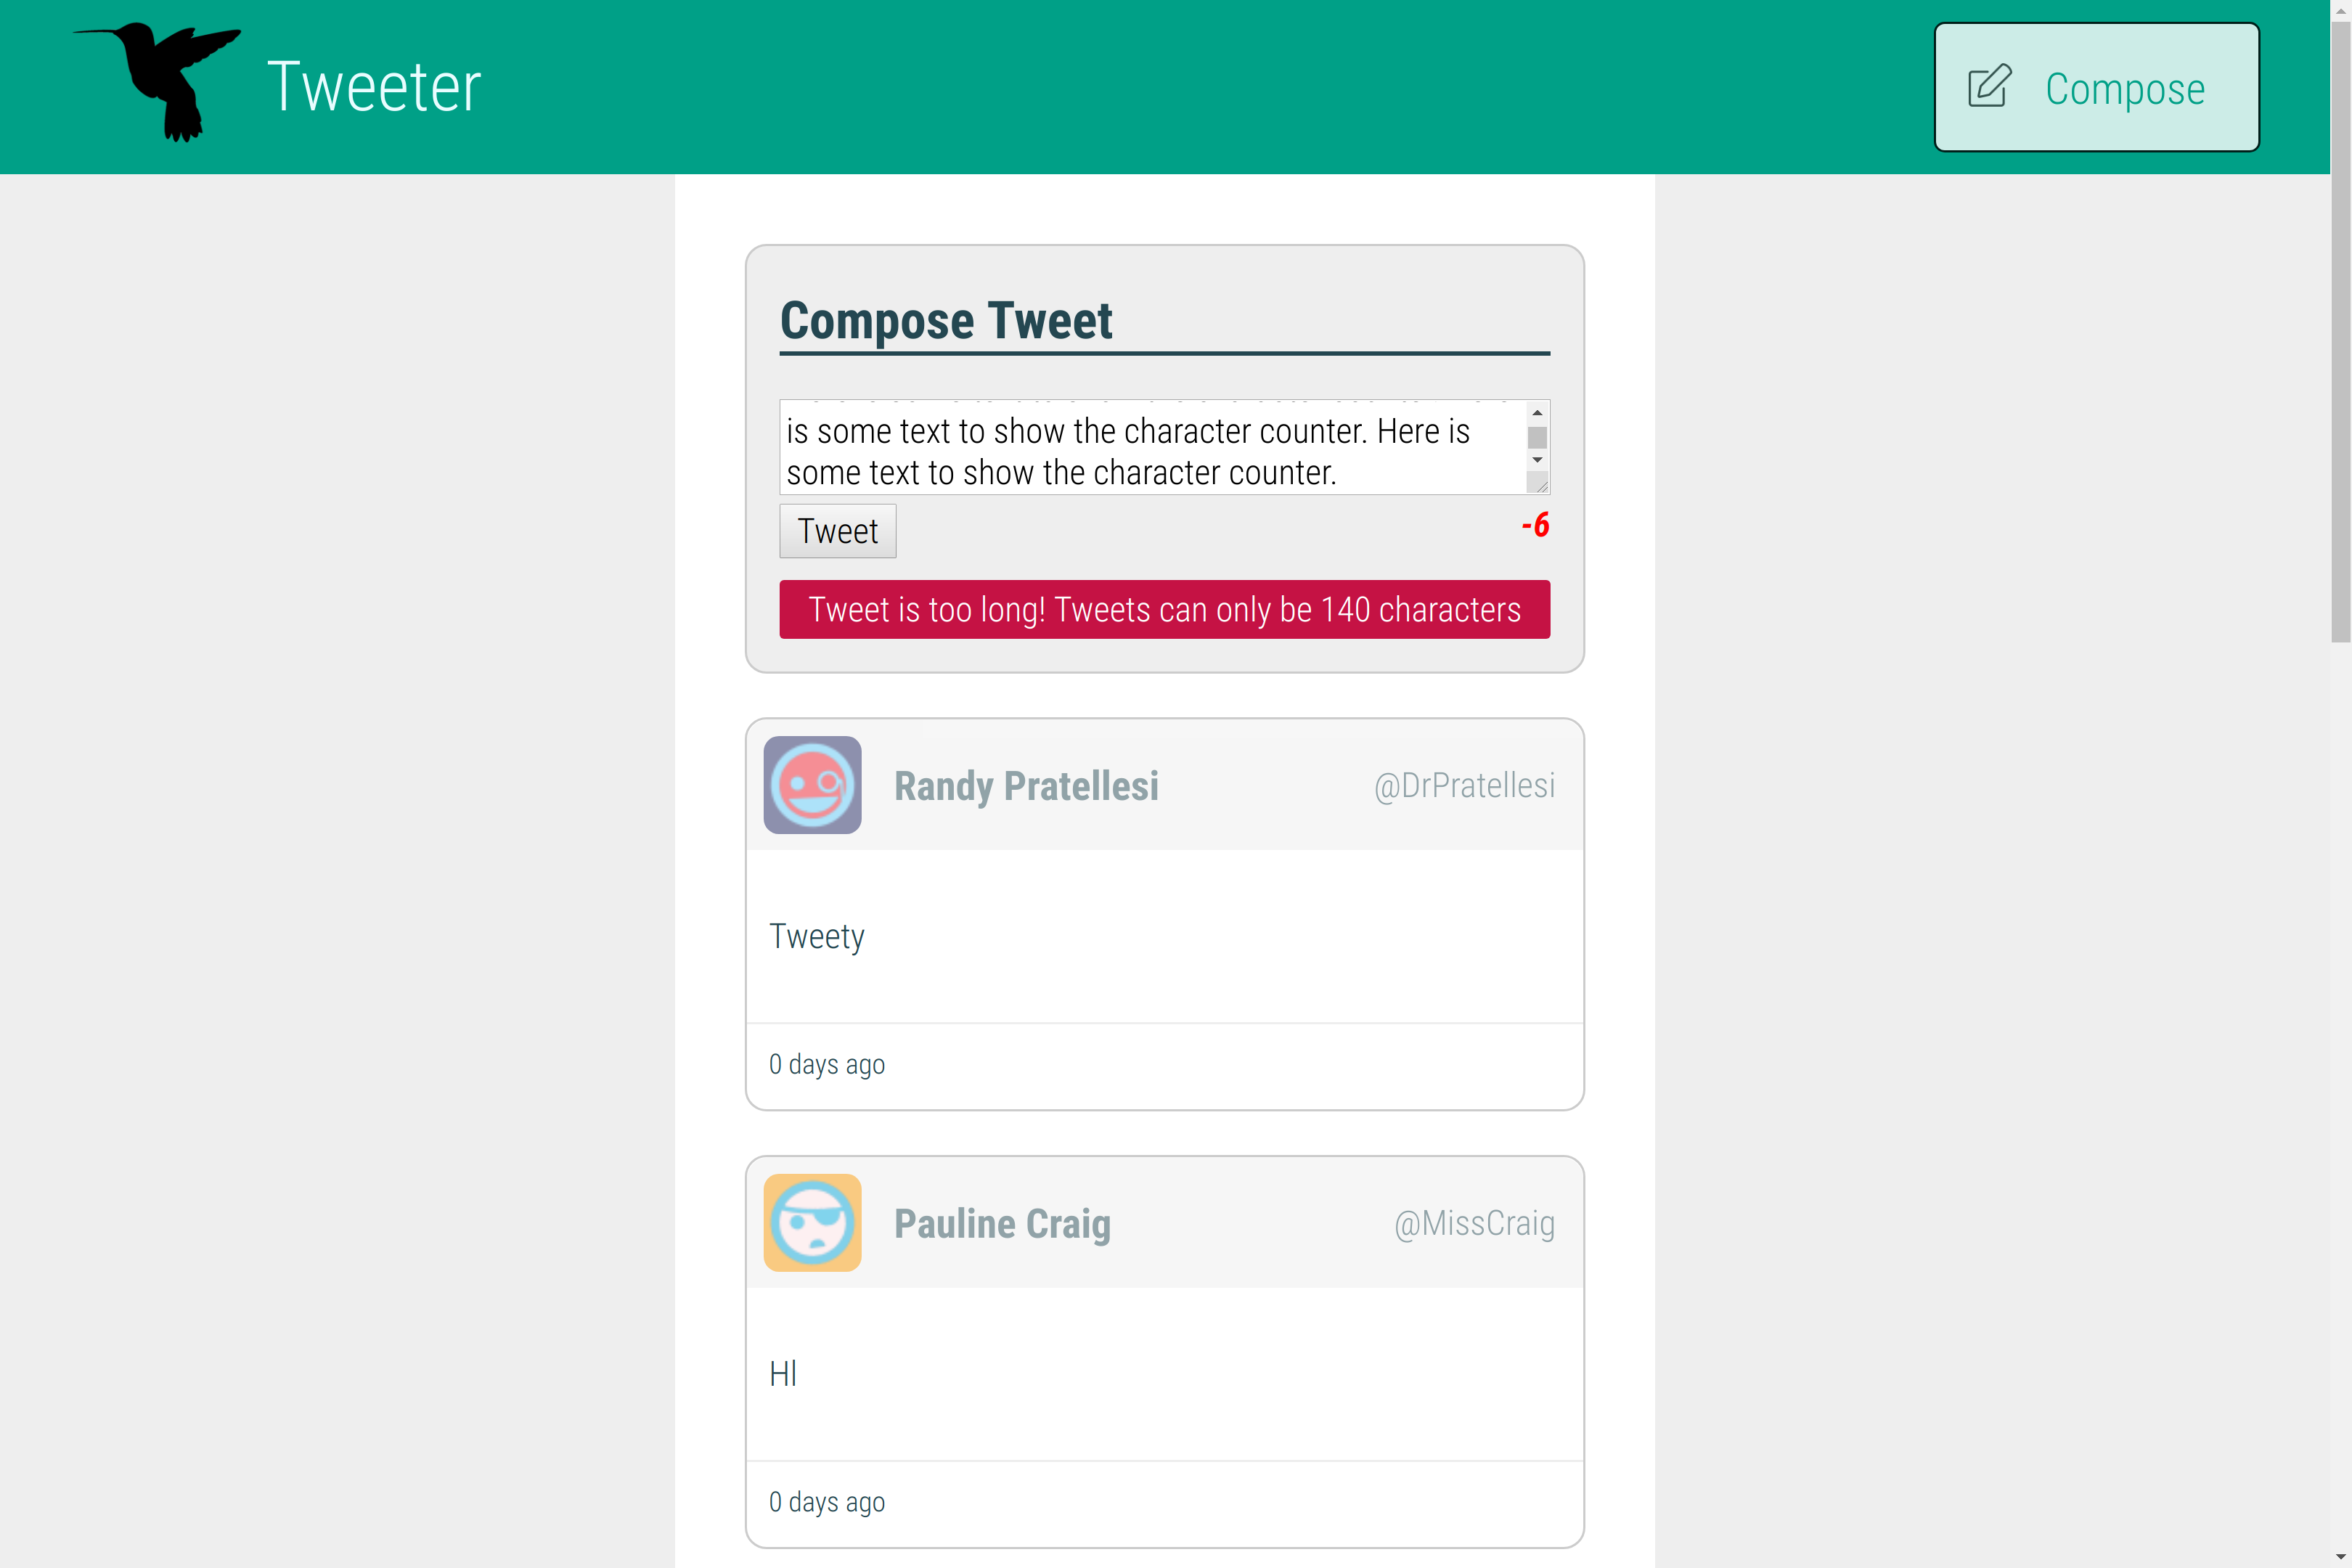 Tweeter
Compose
Compose Tweet
is some text to show the character counter. Here is
some text to show the character counter.
Tweet
-6
Tweet is too long! Tweets can only be 140 characters
Randy Pratellesi
@DrPratellesi
Tweety
0 days ago
Pauline Craig
@MissCraig
Hl
0 days ago